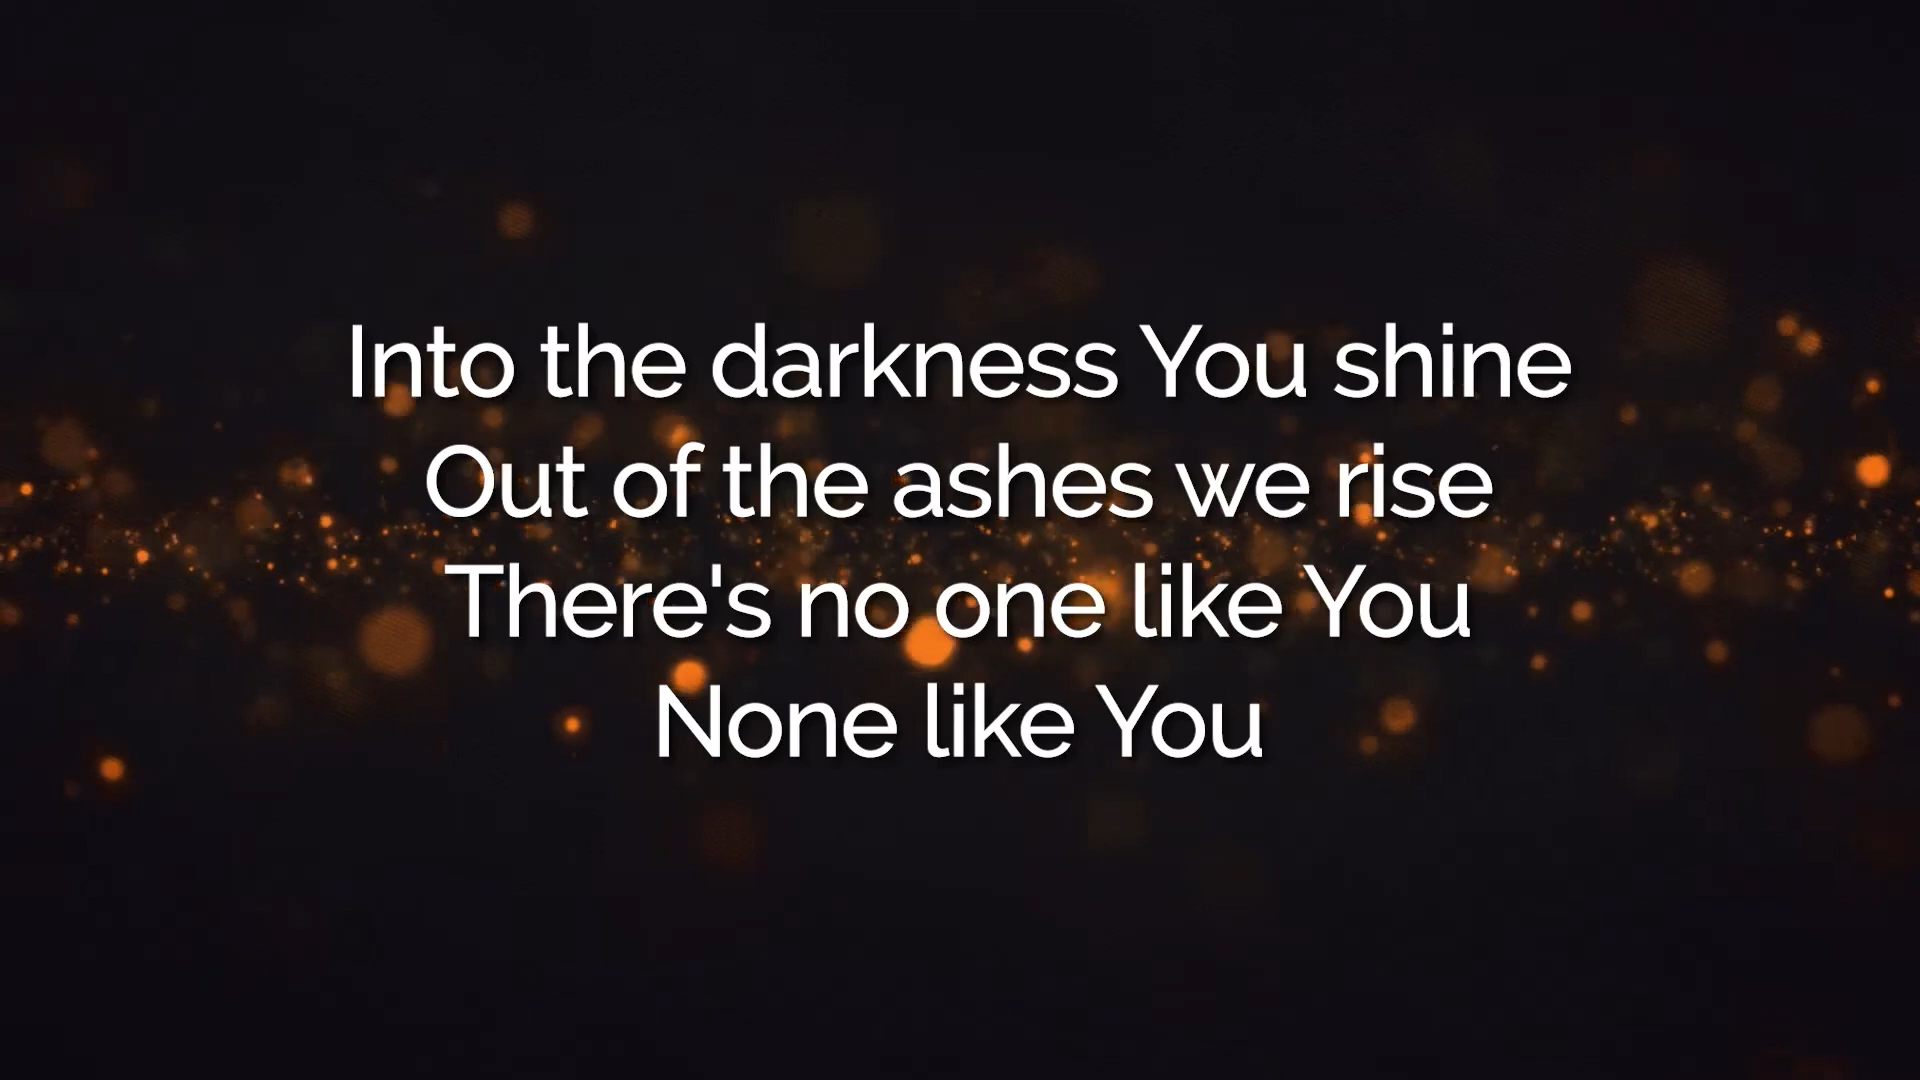 Into the darkness You shine
Out of the ashes we rise
There's no one like You
None like You